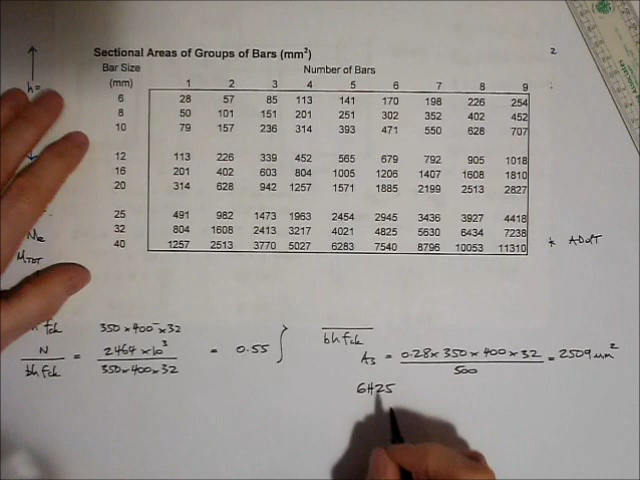 2
Sectional Areas of Groups of Bars (mm²)
Bar Size Number of Bars
(mm) 1 2 3 4 5 6 7 8 9
h=
6 28 57 85 113 141 170 198 226 254
8 50 101 151 201 251 302 352 402 452
10 79 157 236 314 393 471 550 628 707
12 113 226 339 452 565 679 792 905 1018
16 201 402 603 804 1005 1206 1407 1608 1810
20 314 628 942 1257 1571 1885 2199 2513 2827
25 491 982 1473 1963 2454 2945 3436 3927 4418
32 804 1608 2413 3217 4021 4825 5630 6434 7238
40 1257 2513 3770 5027 6283 7540 8796 10053 11310
* ADOPT
MTOT
fck 350×400²×32
N = 2464 ×10³ = 0.55
bh fck 350×400×32
bh fck
As = 0.28× 350 × 400 × 32 = 2509 mm²
500
6H25